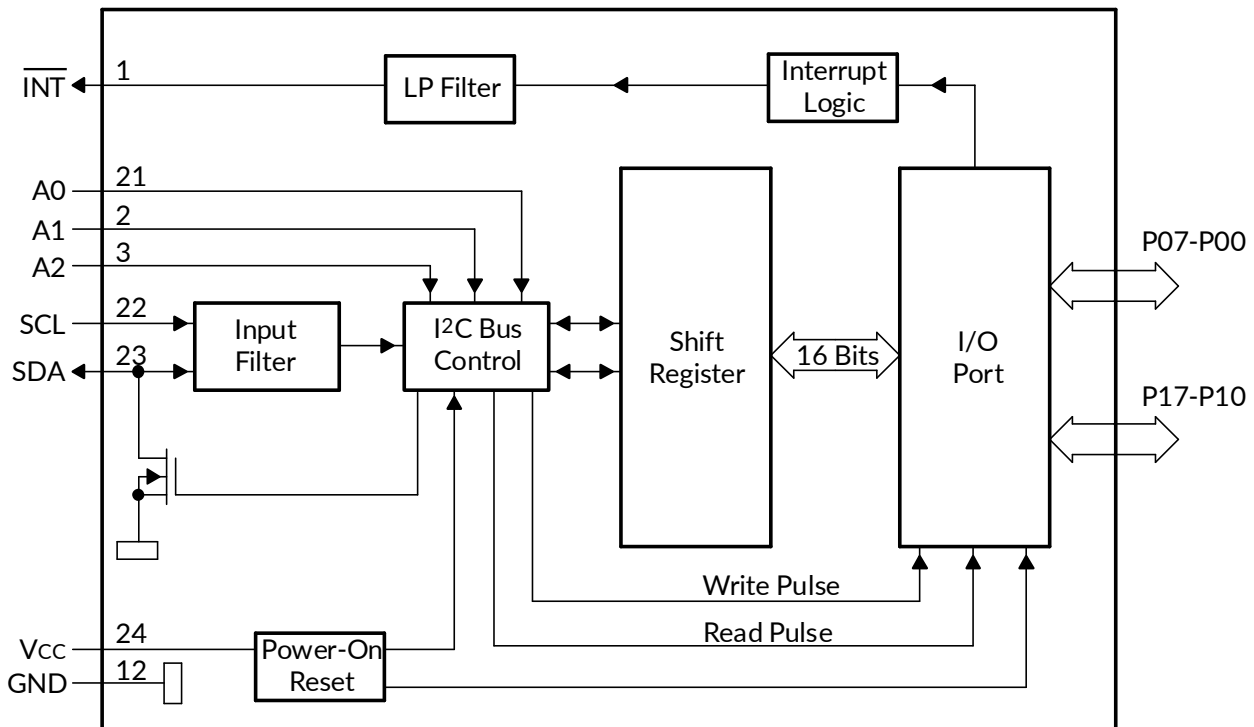 INT
1
LP Filter
Interrupt
Logic
A0
21
A1
2
A2
3
SCL
22
SDA
23
Input
Filter
I²C Bus
Control
Shift
Register
16 Bits
I/O
Port
P07-P00
P17-P10
Write Pulse
Read Pulse
Vcc
24
GND
12
Power-On
Reset